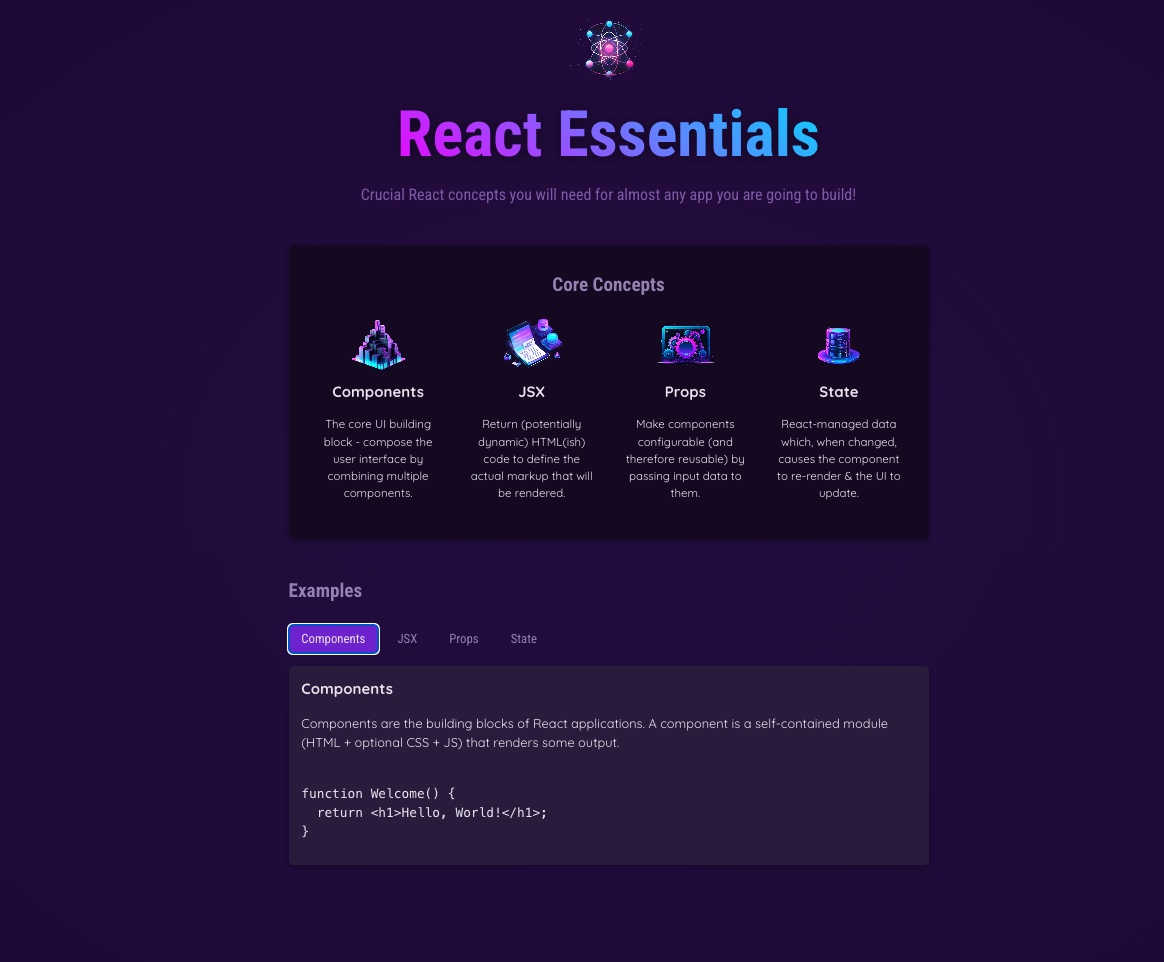 React Essentials
Crucial React concepts you will need for almost any app you are going to build!
Core Concepts
Components
The core UI building
block - compose the
user interface by
combining multiple
components.
JSX
Return (potentially
dynamic) HTML(ish)
code to define the
actual markup that will
be rendered.
Props
Make components
configurable (and
therefore reusable) by
passing input data to
them.
State
React-managed data
which, when changed,
causes the component
to re-render & the UI to
update.
Examples
Components JSX Props State
Components
Components are the building blocks of React applications. A component is a self-contained module
(HTML + optional CSS + JS) that renders some output.
function Welcome() {
  return <h1>Hello, World!</h1>;
}